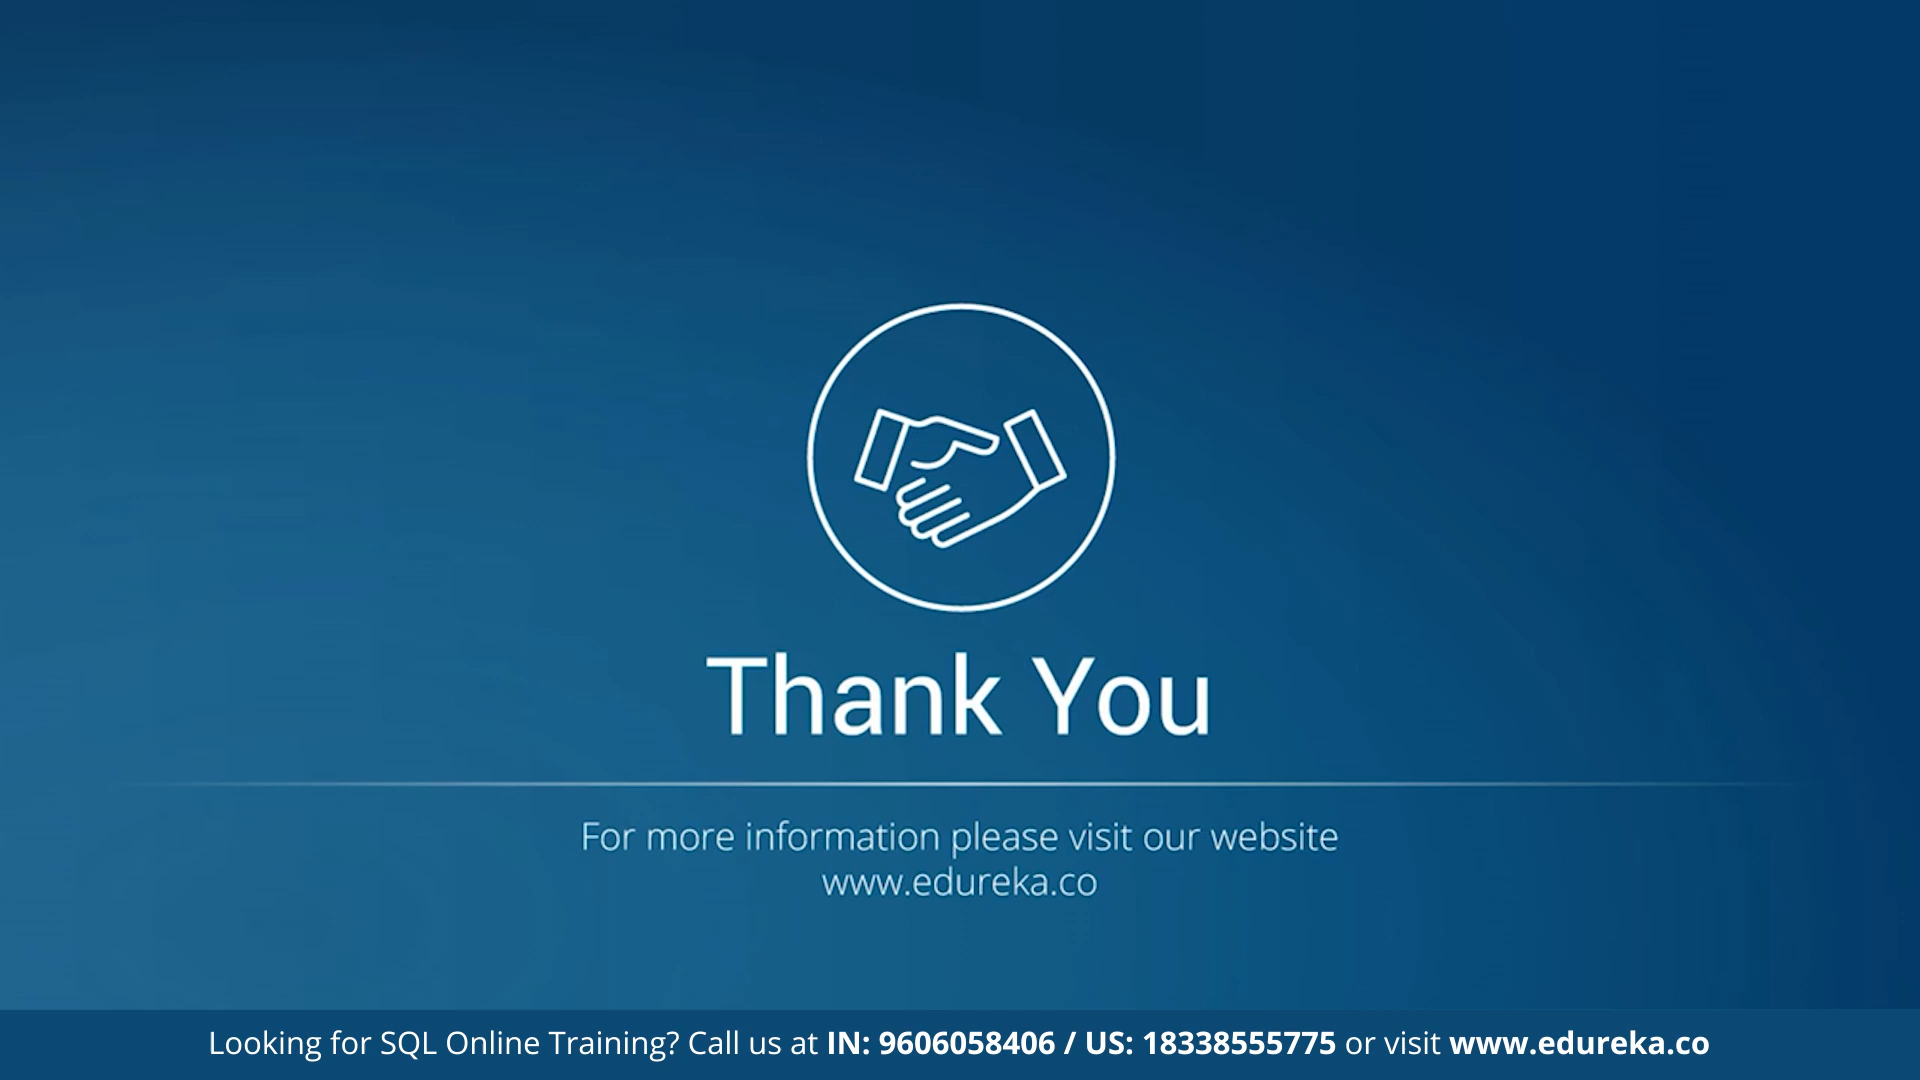 Thank You
For more information please visit our website
www.edureka.co
Looking for SQL Online Training? Call us at IN: 9606058406 / US: 18338555775 or visit www.edureka.co